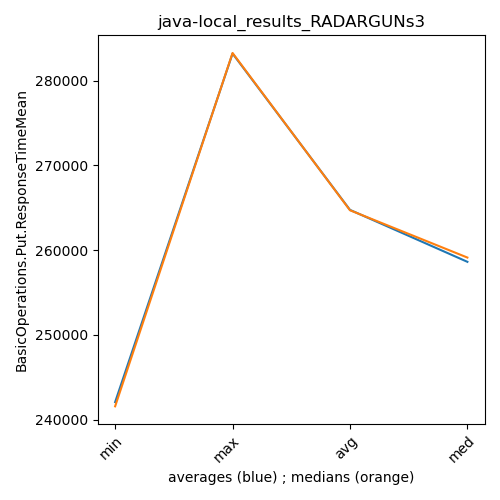 java-local_results_RADARGUNs3
BasicOperations.Put.ResponseTimeMean
280000
270000
260000
250000
240000
min
max
avg
med
averages (blue) ; medians (orange)